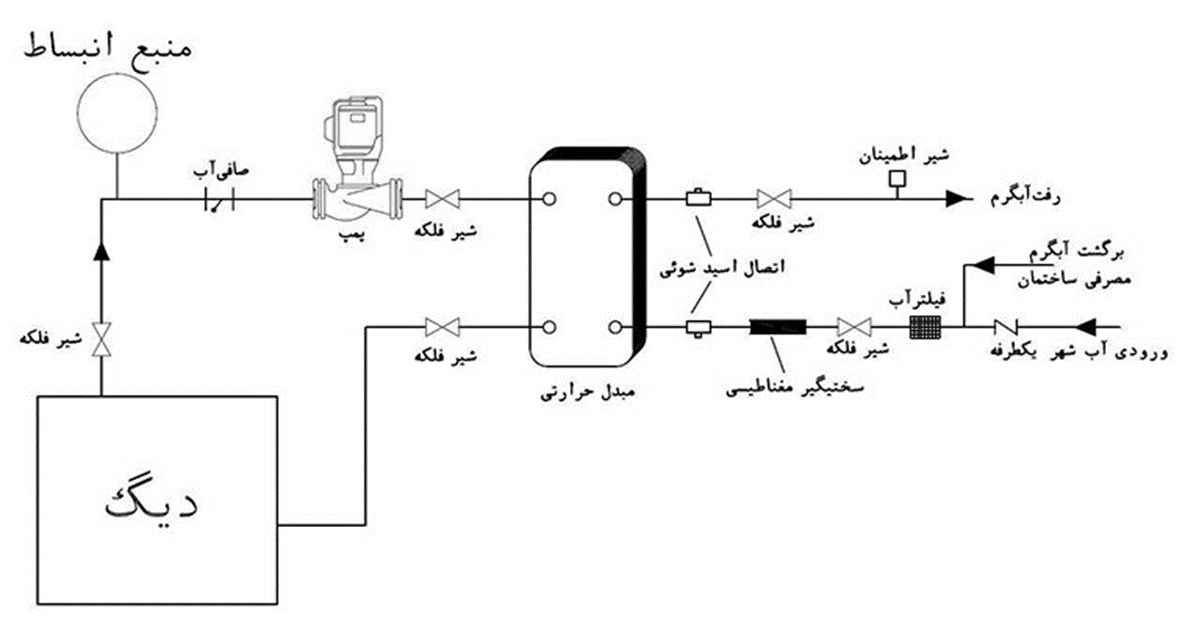 منبع انبساط
صافی‌آب
پمپ
شیر فلکه
شیر اطمینان
شیر فلکه
رفت‌آبگرم
اتصال اسید شوئی
برگشت آبگرم
مصرفی ساختمان
فیلترآب
شیر فلکه
شیر فلکه
مبدل حرارتی
سختیگیر مغناطیسی
شیر فلکه
یکطرفه
ورودی آب شهر
دیگ